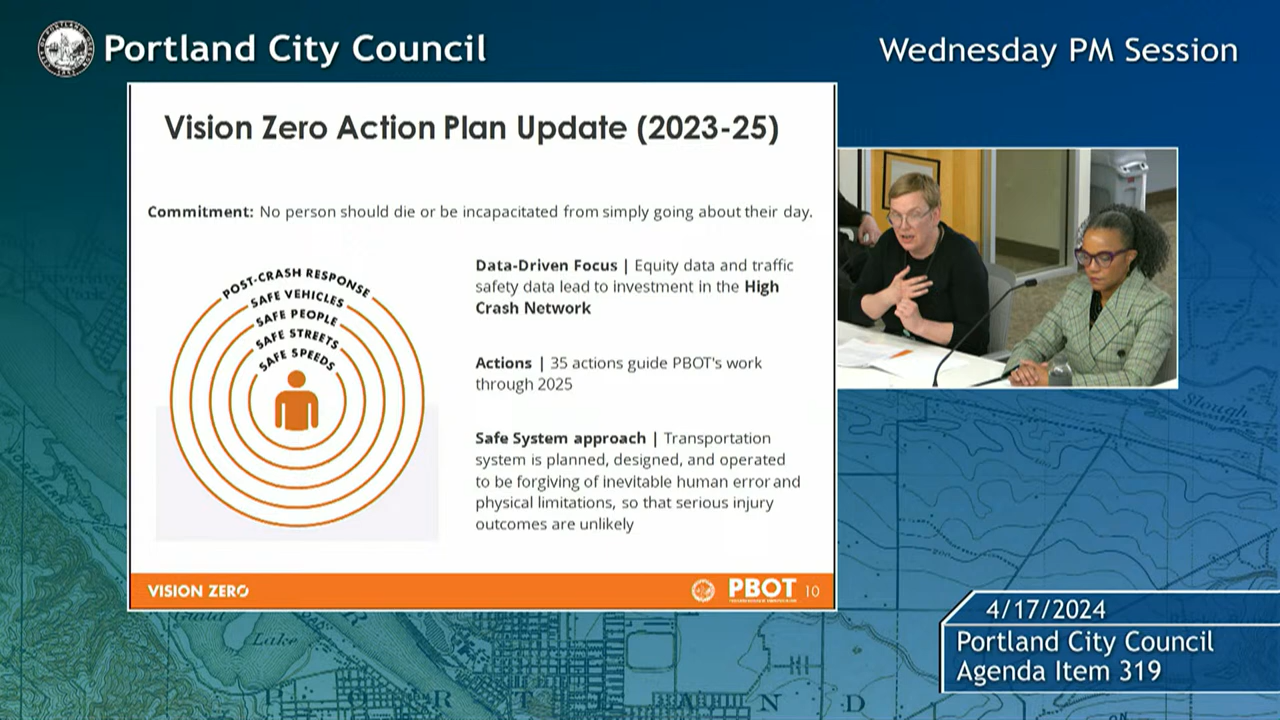 Portland City Council
Wednesday PM Session
Vision Zero Action Plan Update (2023-25)
Commitment: No person should die or be incapacitated from simply going about their day.
POST-CRASH RESPONSE
SAFE VEHICLES
SAFE PEOPLE
SAFE STREETS
SAFE SPEEDS
Data-Driven Focus | Equity data and traffic
safety data lead to investment in the High
Crash Network
Actions | 35 actions guide PBOT's work
through 2025
Safe System approach | Transportation
system is planned, designed, and operated
to be forgiving of inevitable human error and
physical limitations, so that serious injury
outcomes are unlikely
VISION ZERO
PBOT
10
4/17/2024
Portland City Council
Agenda Item 319
Slough
Guild
Lake